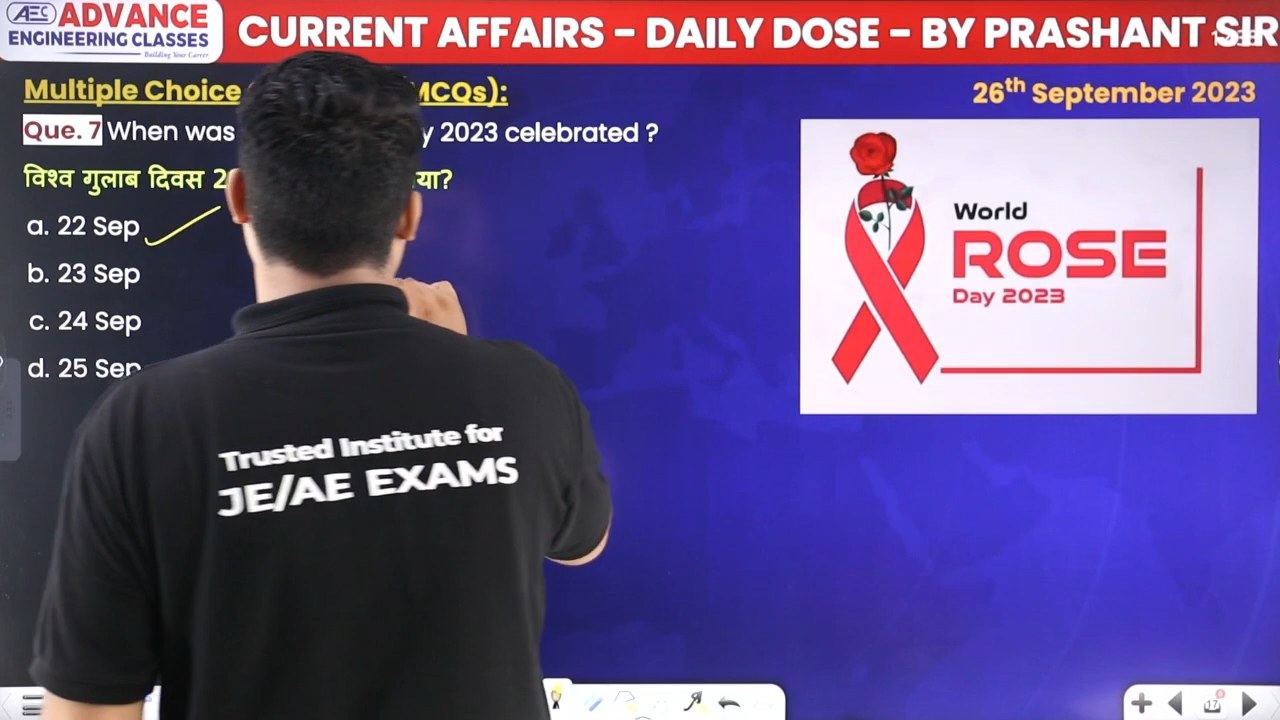 AEC ADVANCE
ENGINEERING CLASSES
Building Your Career
CURRENT AFFAIRS – DAILY DOSE – BY PRASHANT SIR
Multiple Choice MCQs):
26th September 2023
Que. 7 When was y 2023 celebrated ?
विश्व गुलाब दिवस 2 या?
a. 22 Sep
b. 23 Sep
c. 24 Sep
d. 25 Sep
World
ROSE
Day 2023
Trusted Institute for
JE/AE EXAMS
17